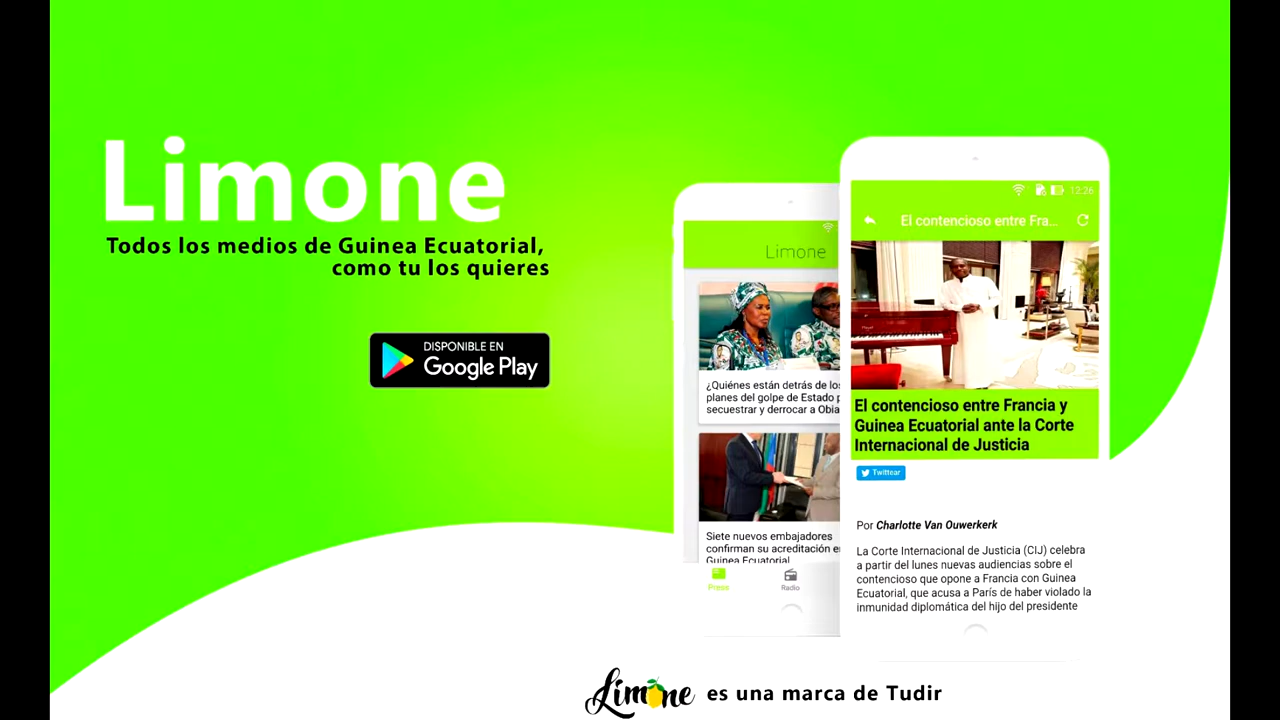 Limone
Todos los medios de Guinea Ecuatorial,
como tu los quieres
DISPONIBLE EN
Google Play
Limone
¿Quiénes están detrás de los
planes del golpe de Estado p
secuestrar y derrocar a Obia
Siete nuevos embajadores
confirman su acreditación e
Guinea Ecuatorial
Press
Radio
12:26
El contencioso entre Fra...
El contencioso entre Francia y
Guinea Ecuatorial ante la Corte
Internacional de Justicia
Twittear
Por Charlotte Van Ouwerkerk
La Corte Internacional de Justicia (CIJ) celebra
a partir del lunes nuevas audiencias sobre el
contencioso que opone a Francia con Guinea
Ecuatorial, que acusa a París de haber violado la
inmunidad diplomática del hijo del presidente
Limone es una marca de Tudir